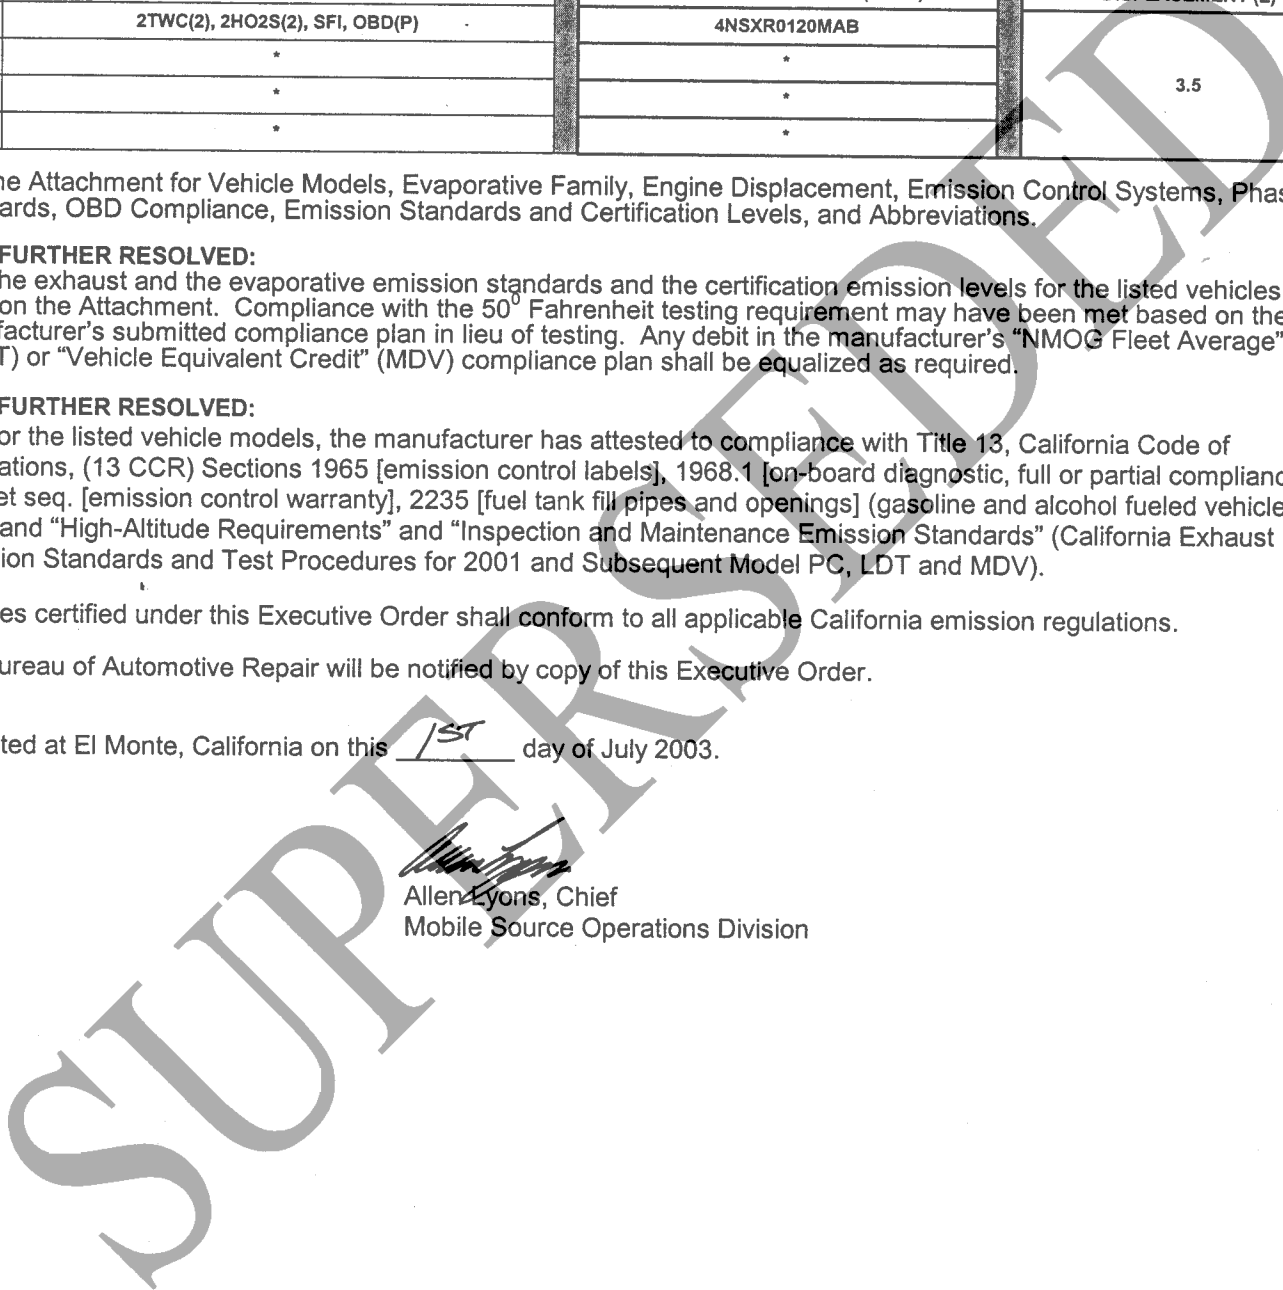 2TWC(2), 2HO2S(2), SFI, OBD(P) 4NSXR0120MAB
* *
* * 3.5
* *
he Attachment for Vehicle Models, Evaporative Family, Engine Displacement, Emission Control Systems, Phas
ards, OBD Compliance, Emission Standards and Certification Levels, and Abbreviations.
FURTHER RESOLVED:
he exhaust and the evaporative emission standards and the certification emission levels for the listed vehicles
on the Attachment. Compliance with the 50⁰ Fahrenheit testing requirement may have been met based on the
facturer's submitted compliance plan in lieu of testing. Any debit in the manufacturer's “NMOG Fleet Average”
T) or “Vehicle Equivalent Credit” (MDV) compliance plan shall be equalized as required.
FURTHER RESOLVED:
or the listed vehicle models, the manufacturer has attested to compliance with Title 13, California Code of
ations, (13 CCR) Sections 1965 [emission control labels], 1968.1 [on-board diagnostic, full or partial complianc
et seq. [emission control warranty], 2235 [fuel tank fill pipes and openings] (gasoline and alcohol fueled vehicle
and “High-Altitude Requirements” and “Inspection and Maintenance Emission Standards” (California Exhaust
ion Standards and Test Procedures for 2001 and Subsequent Model PC, LDT and MDV).
es certified under this Executive Order shall conform to all applicable California emission regulations.
ureau of Automotive Repair will be notified by copy of this Executive Order.
ted at El Monte, California on this 1ST day of July 2003.
Allen Lyons, Chief
Mobile Source Operations Division
SUPERSEDED